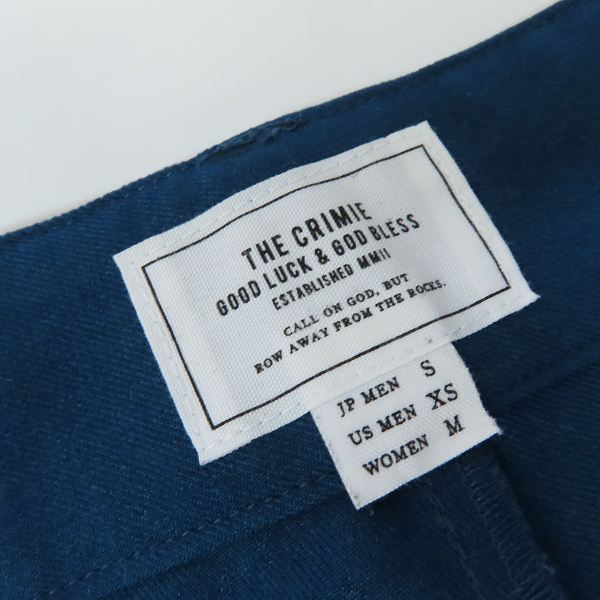 THE CRIMIE
GOOD LUCK & GOD BLESS
ESTABLISHED MMII
CALL ON GOD, BUT
ROW AWAY FROM THE ROCKS.
JP MEN S
US MEN XS
WOMEN M